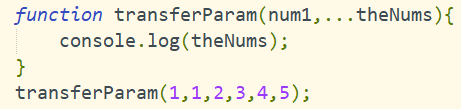 function transferParam(num1,...theNums){
    console.log(theNums);
}
transferParam(1,1,2,3,4,5);